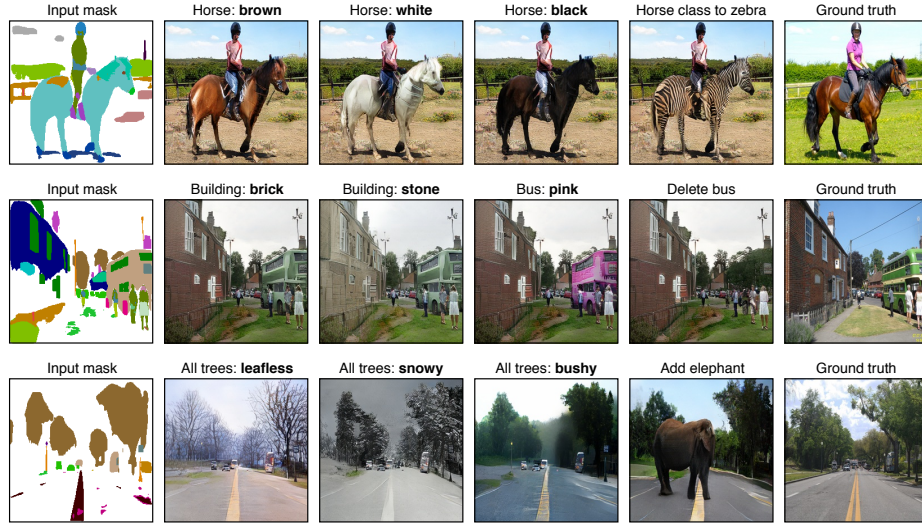 Input mask
Horse: brown
Horse: white
Horse: black
Horse class to zebra
Ground truth
Input mask
Building: brick
Building: stone
Bus: pink
Delete bus
Ground truth
Input mask
All trees: leafless
All trees: snowy
All trees: bushy
Add elephant
Ground truth